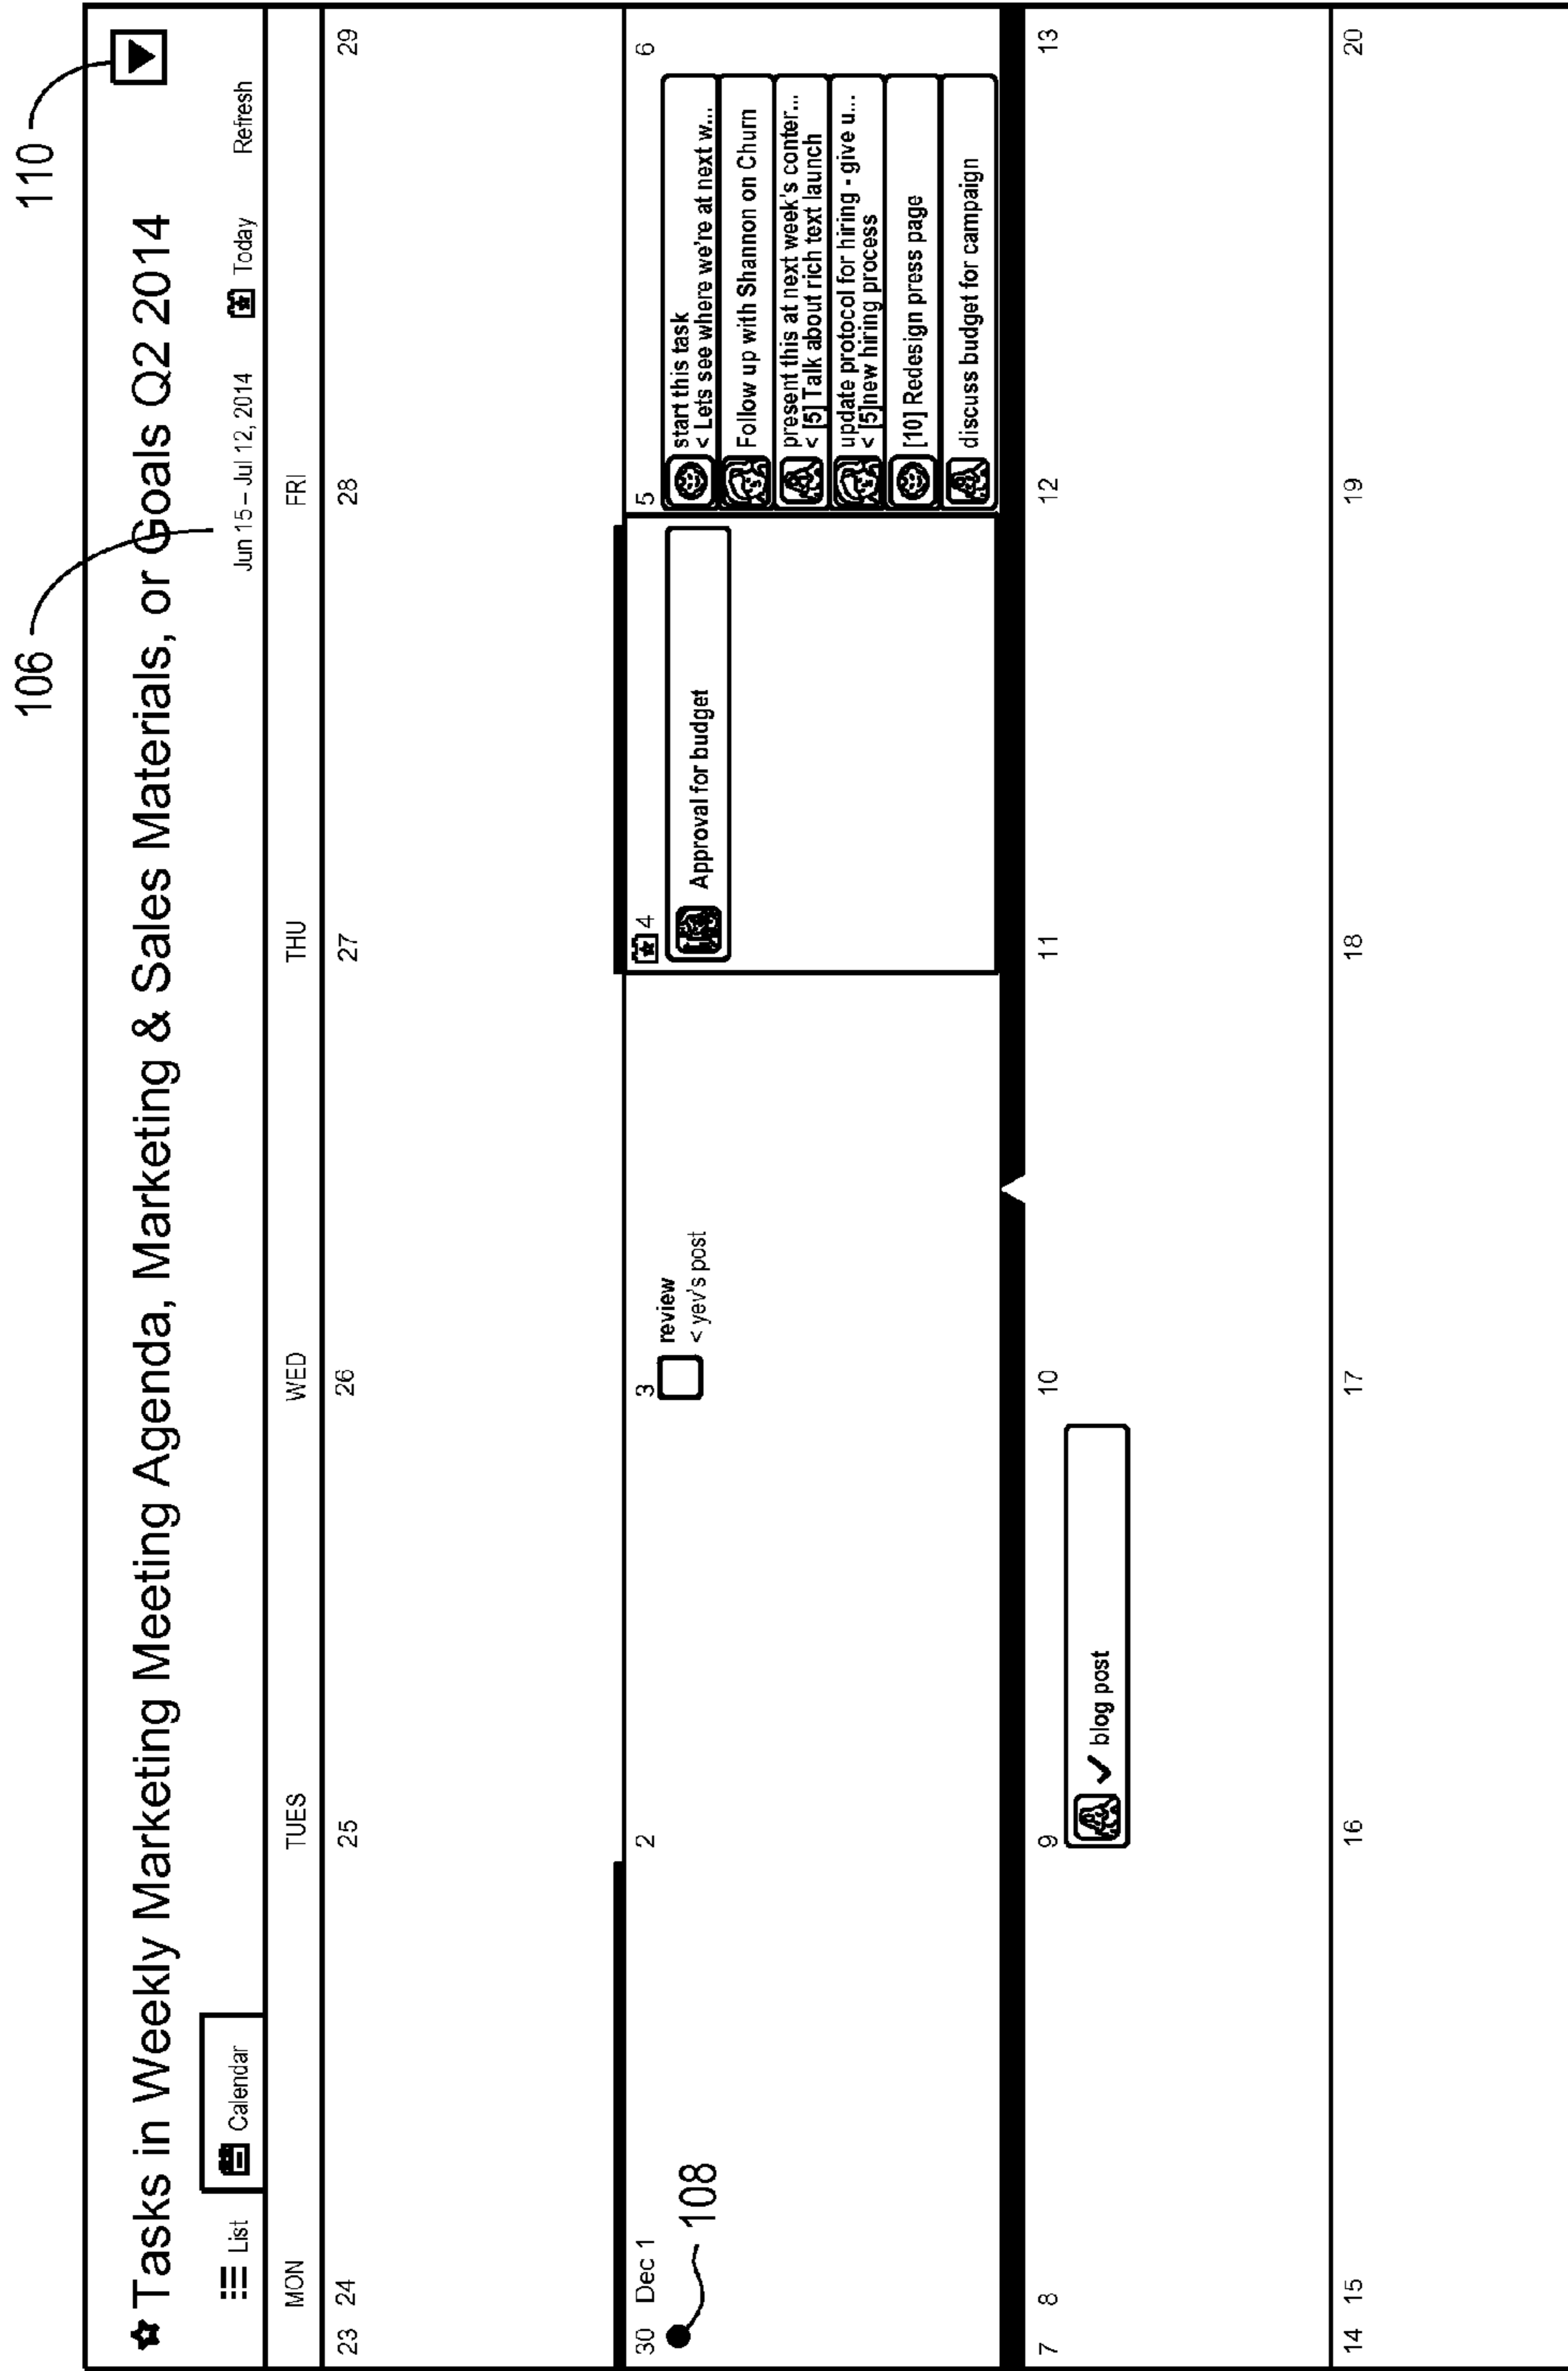 106
110
Tasks in Weekly Marketing Meeting Agenda, Marketing & Sales Materials, or Goals Q2 2014
List
Calendar
Jun 15 – Jul 12, 2014
Today
Refresh
MON
TUES
WED
THU
FRI
23
24
25
26
27
28
29
30
Dec 1
2
3
4
5
6
108
review
< yev's post
Approval for budget
start this task
< Lets see where we're at next w...
Follow up with Shannon on Churn
present this at next week's conter...
< [5] Talk about rich text launch
update protocol for hiring - give u...
< [5]new hiring process
[10] Redesign press page
discuss budget for campaign
7
8
9
10
11
12
13
✓ blog post
14
15
16
17
18
19
20